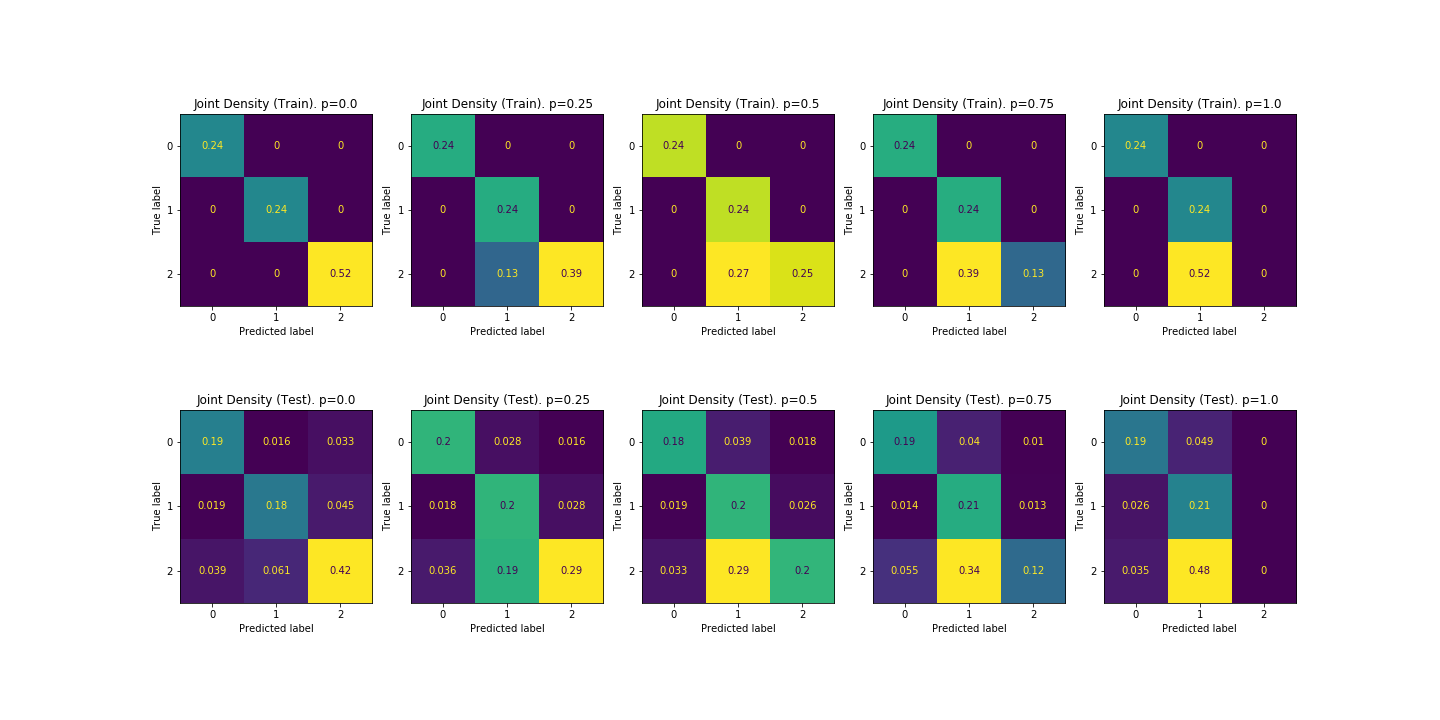 Joint Density (Train). p=0.0 Joint Density (Train). p=0.25 Joint Density (Train). p=0.5 Joint Density (Train). p=0.75 Joint Density (Train). p=1.0
0 0.24 0 0 0 0.24 0 0 0 0.24 0 0 0 0.24 0 0 0 0.24 0 0
True label True label True label True label True label
1 0 0.24 0 1 0 0.24 0 1 0 0.24 0 1 0 0.24 0 1 0 0.24 0
2 0 0 0.52 2 0 0.13 0.39 2 0 0.27 0.25 2 0 0.39 0.13 2 0 0.52 0
0 1 2 0 1 2 0 1 2 0 1 2 0 1 2
Predicted label Predicted label Predicted label Predicted label Predicted label
Joint Density (Test). p=0.0 Joint Density (Test). p=0.25 Joint Density (Test). p=0.5 Joint Density (Test). p=0.75 Joint Density (Test). p=1.0
0 0.19 0.016 0.033 0 0.2 0.028 0.016 0 0.18 0.039 0.018 0 0.19 0.04 0.01 0 0.19 0.049 0
True label True label True label True label True label
1 0.019 0.18 0.045 1 0.018 0.2 0.028 1 0.019 0.2 0.026 1 0.014 0.21 0.013 1 0.026 0.21 0
2 0.039 0.061 0.42 2 0.036 0.19 0.29 2 0.033 0.29 0.2 2 0.055 0.34 0.12 2 0.035 0.48 0
0 1 2 0 1 2 0 1 2 0 1 2 0 1 2
Predicted label Predicted label Predicted label Predicted label Predicted label